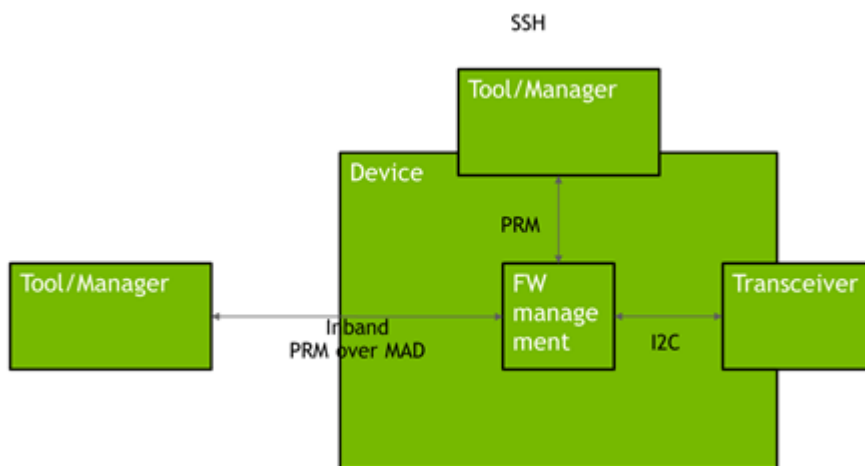 SSH
Tool/Manager
Device
PRM
Tool/Manager
FW
manage
ment
Transceiver
Inband
PRM over MAD
I2C